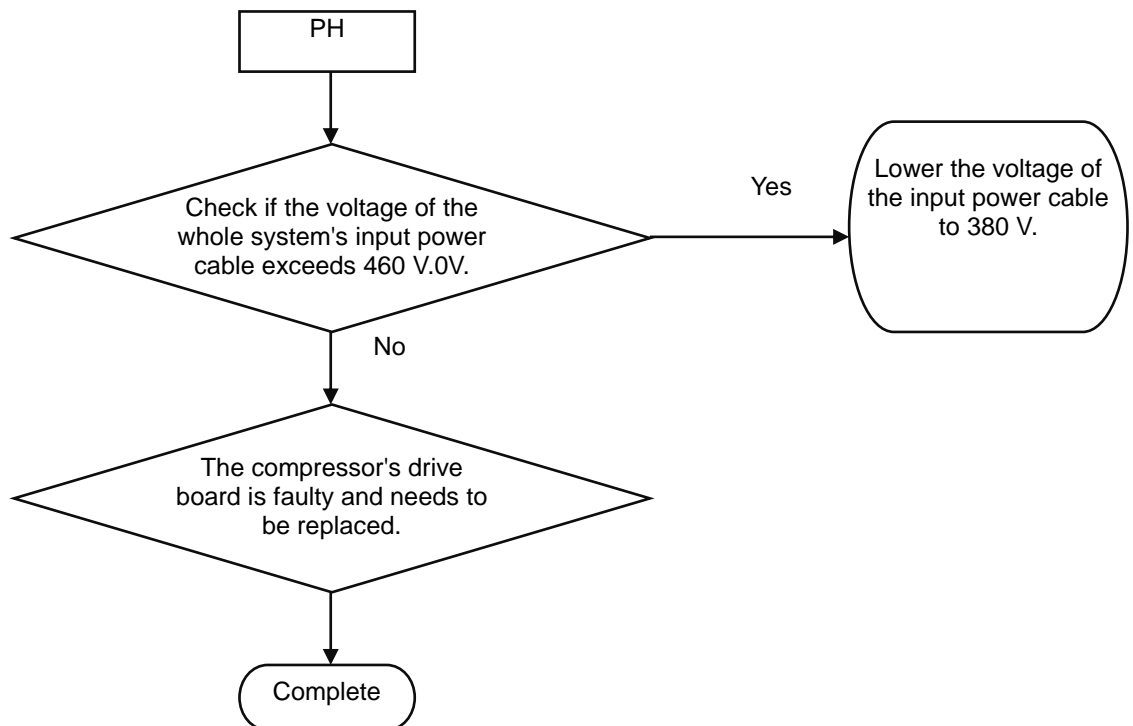 PH
Check if the voltage of the
whole system's input power
cable exceeds 460 V.0V.
Yes
Lower the voltage of
the input power cable
to 380 V.
No
The compressor's drive
board is faulty and needs to
be replaced.
Complete